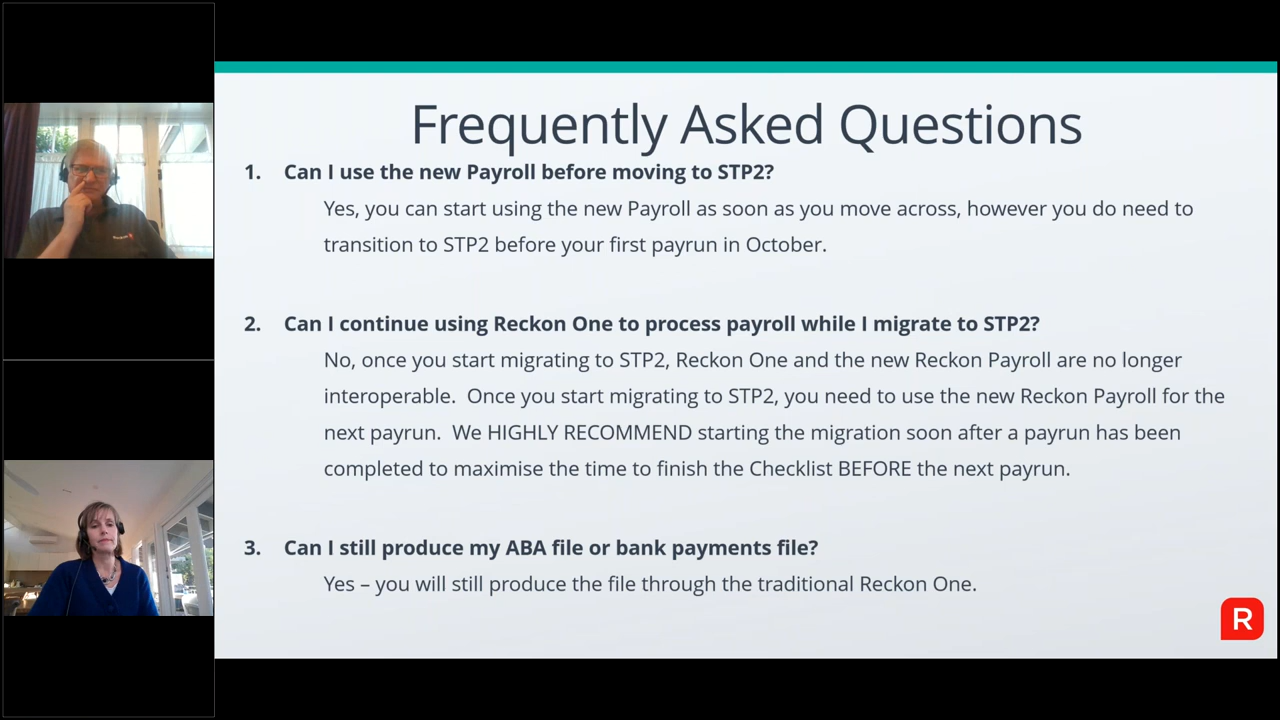 Frequently Asked Questions
1. Can I use the new Payroll before moving to STP2?
Yes, you can start using the new Payroll as soon as you move across, however you do need to
transition to STP2 before your first payrun in October.
2. Can I continue using Reckon One to process payroll while I migrate to STP2?
No, once you start migrating to STP2, Reckon One and the new Reckon Payroll are no longer
interoperable.  Once you start migrating to STP2, you need to use the new Reckon Payroll for the
next payrun.  We HIGHLY RECOMMEND starting the migration soon after a payrun has been
completed to maximise the time to finish the Checklist BEFORE the next payrun.
3. Can I still produce my ABA file or bank payments file?
Yes – you will still produce the file through the traditional Reckon One.
R